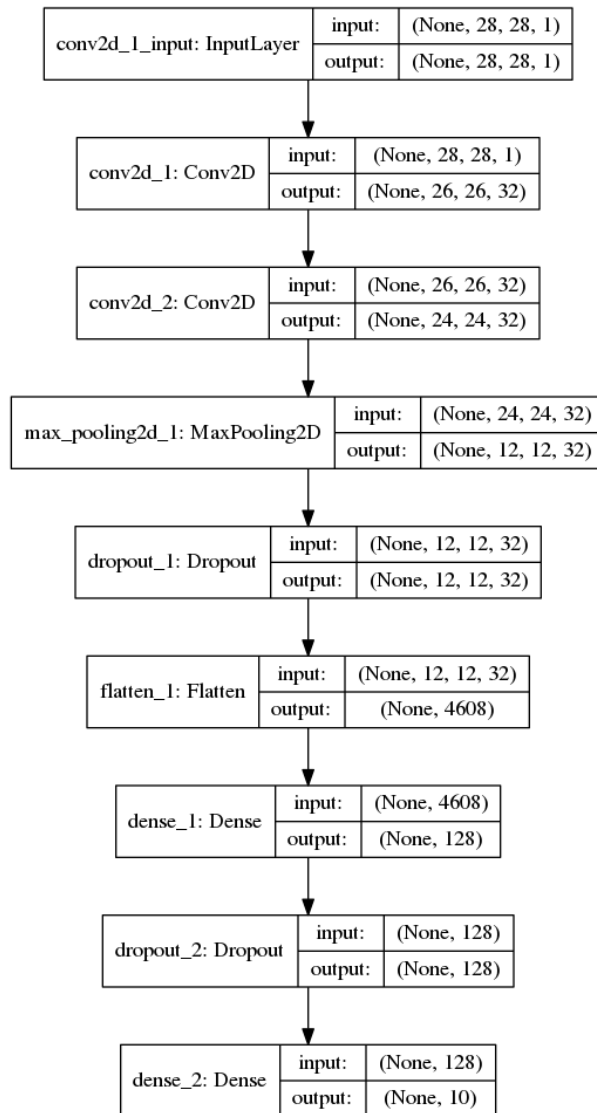 conv2d_1_input: InputLayer
input: (None, 28, 28, 1)
output: (None, 28, 28, 1)
conv2d_1: Conv2D
input: (None, 28, 28, 1)
output: (None, 26, 26, 32)
conv2d_2: Conv2D
input: (None, 26, 26, 32)
output: (None, 24, 24, 32)
max_pooling2d_1: MaxPooling2D
input: (None, 24, 24, 32)
output: (None, 12, 12, 32)
dropout_1: Dropout
input: (None, 12, 12, 32)
output: (None, 12, 12, 32)
flatten_1: Flatten
input: (None, 12, 12, 32)
output: (None, 4608)
dense_1: Dense
input: (None, 4608)
output: (None, 128)
dropout_2: Dropout
input: (None, 128)
output: (None, 128)
dense_2: Dense
input: (None, 128)
output: (None, 10)